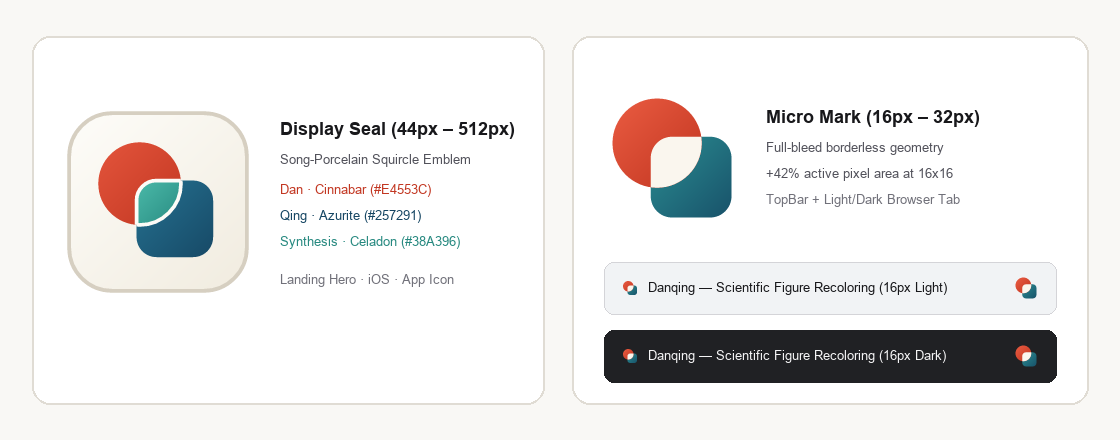 Display Seal (44px – 512px)
Song-Porcelain Squircle Emblem
Dan · Cinnabar (#E4553C)
Qing · Azurite (#257291)
Synthesis · Celadon (#38A396)
Landing Hero · iOS · App Icon
Micro Mark (16px – 32px)
Full-bleed borderless geometry
+42% active pixel area at 16x16
TopBar + Light/Dark Browser Tab
Danqing — Scientific Figure Recoloring (16px Light)
Danqing — Scientific Figure Recoloring (16px Dark)